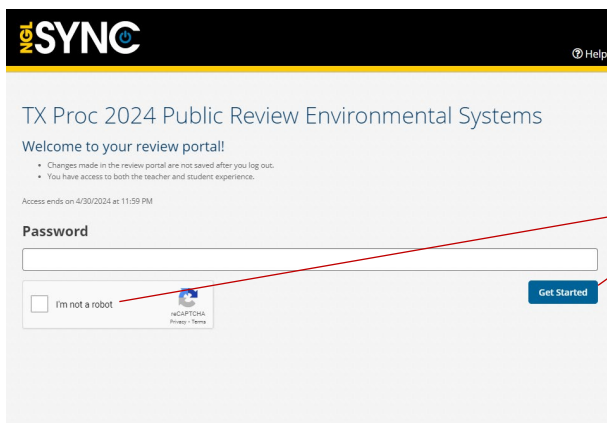 NGL SYNC
Help
TX Proc 2024 Public Review Environmental Systems
Welcome to your review portal!
• Changes made in the review portal are not saved after you log out.
• You have access to both the teacher and student experience.
Access ends on 4/30/2024 at 11:59 PM
Password
I'm not a robot
reCAPTCHA
Privacy - Terms
Get Started